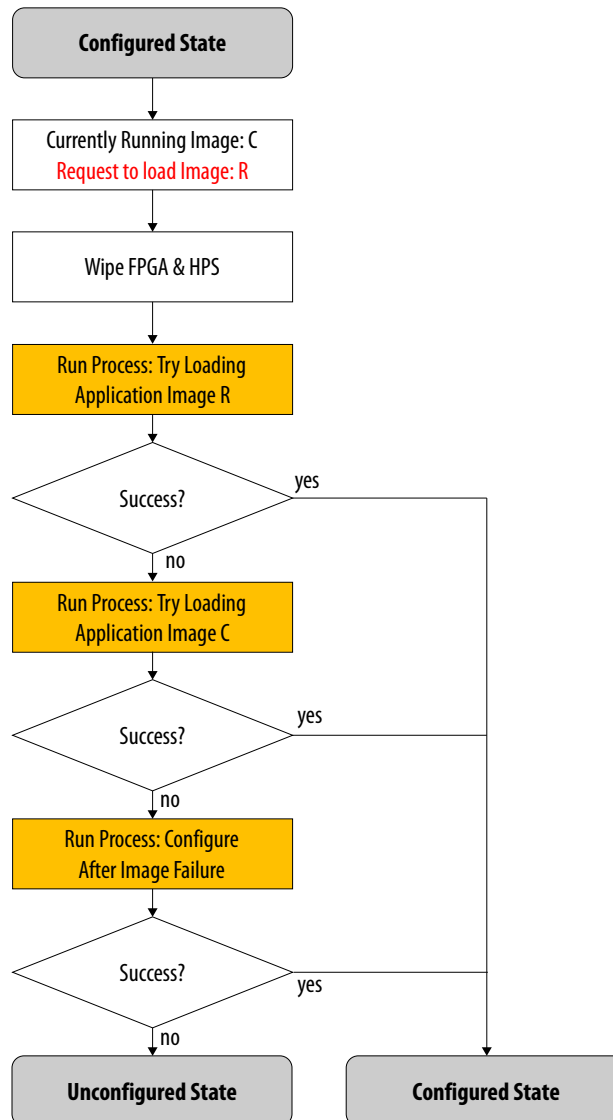 Configured State
Currently Running Image: C
Request to load Image: R
Wipe FPGA & HPS
Run Process: Try Loading
Application Image R
Success?
yes
no
Run Process: Try Loading
Application Image C
Success?
yes
no
Run Process: Configure
After Image Failure
Success?
yes
no
Unconfigured State
Configured State